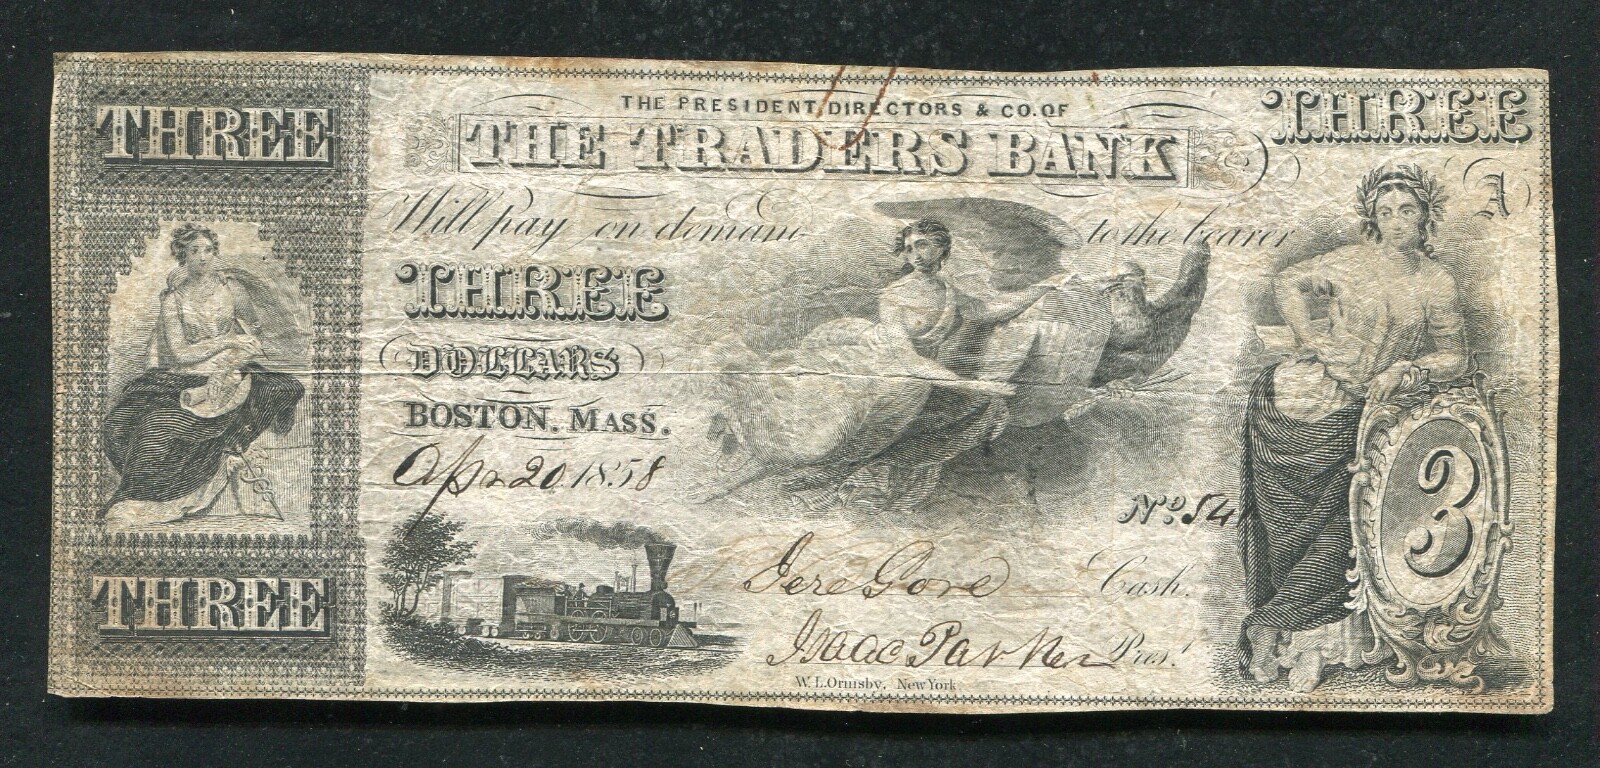 THREE
THE PRESIDENT, DIRECTORS & CO. OF
THREE
THE TRADERS BANK
A
Will pay on demand to the bearer
THREE
DOLLARS
BOSTON. MASS.
Apr 20 1858
No. 54
3
THREE
Jere Gore Cash.
Isaac Parker Pres.t
W. L. Ormsby, New York.